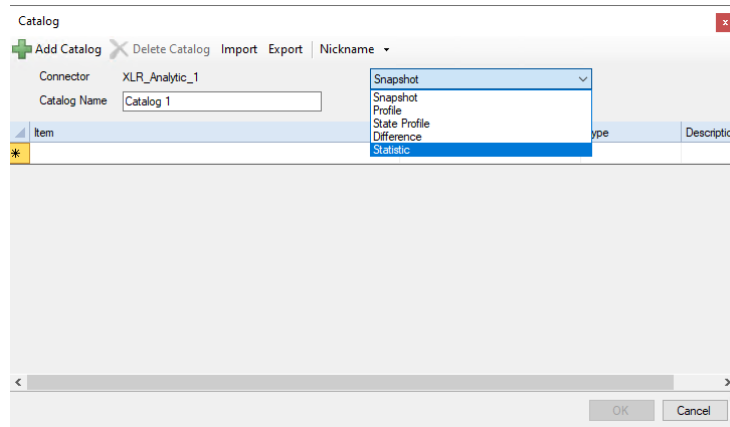 Catalog
x
Add Catalog Delete Catalog Import Export Nickname
Connector XLR_Analytic_1 Snapshot
Catalog Name Catalog 1
Snapshot
Profile
State Profile
Difference
Statistic
Item ype Descriptic
*
OK Cancel